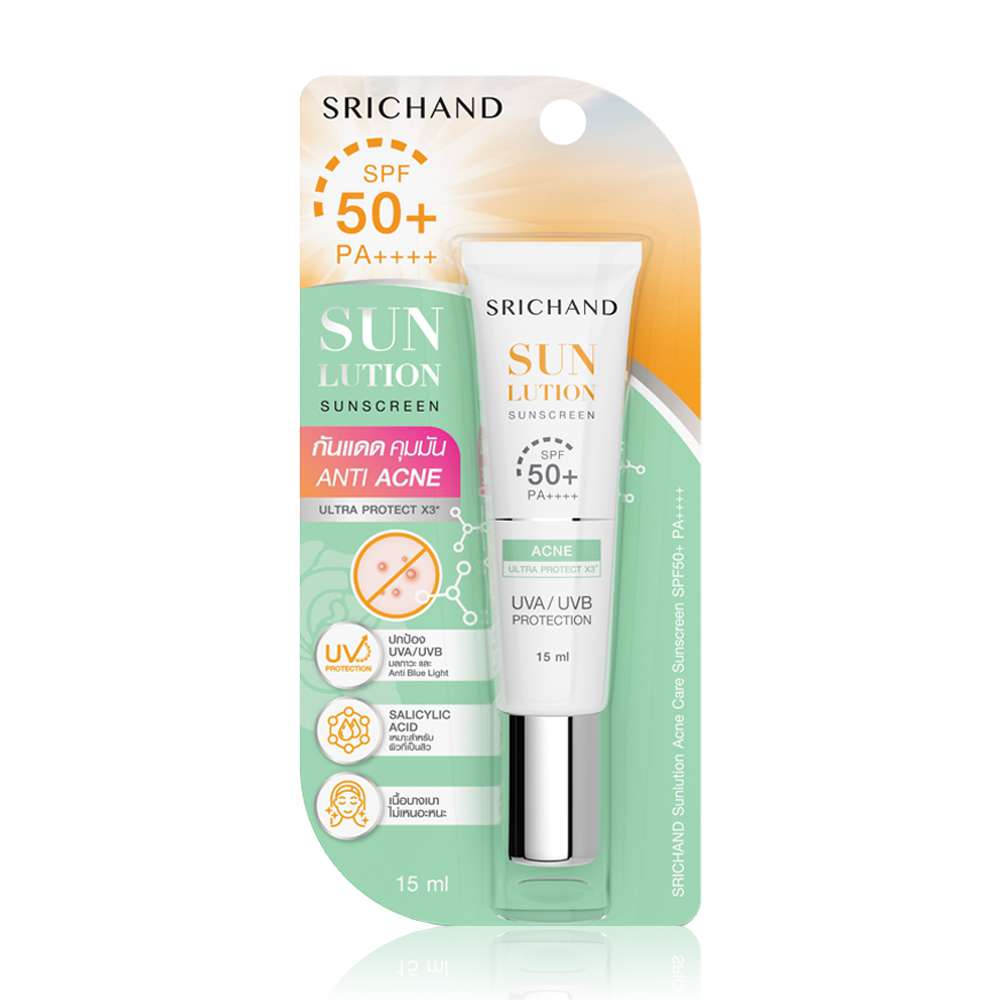 SRICHAND
SPF
50+
PA++++
SUN
LUTION
SUNSCREEN
กันแดด คุมมัน
ANTI ACNE
ULTRA PROTECT X3*
UV
PROTECTION
ปกป้อง
UVA/UVB
มลภาวะ และ
Anti Blue Light
SALICYLIC
ACID
เหมาะสำหรับ
ผิวที่เป็นสิว
เนื้อบางเบา
ไม่เหนอะหนะ
15 ml
SRICHAND
SUN
LUTION
SUNSCREEN
SPF
50+
PA++++
ACNE
ULTRA PROTECT X3*
UVA/UVB
PROTECTION
15 ml
SRICHAND Sunlution Acne Care Sunscreen SPF50+ PA++++